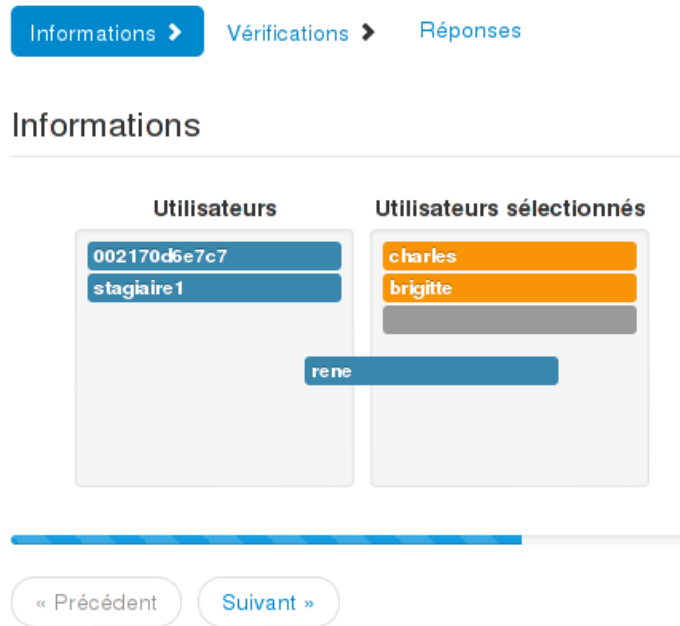 Informations Vérifications Réponses
Informations
Utilisateurs Utilisateurs sélectionnés
002170d6e7c7 charles
stagiaire1 brigitte
rene
« Précédent Suivant »